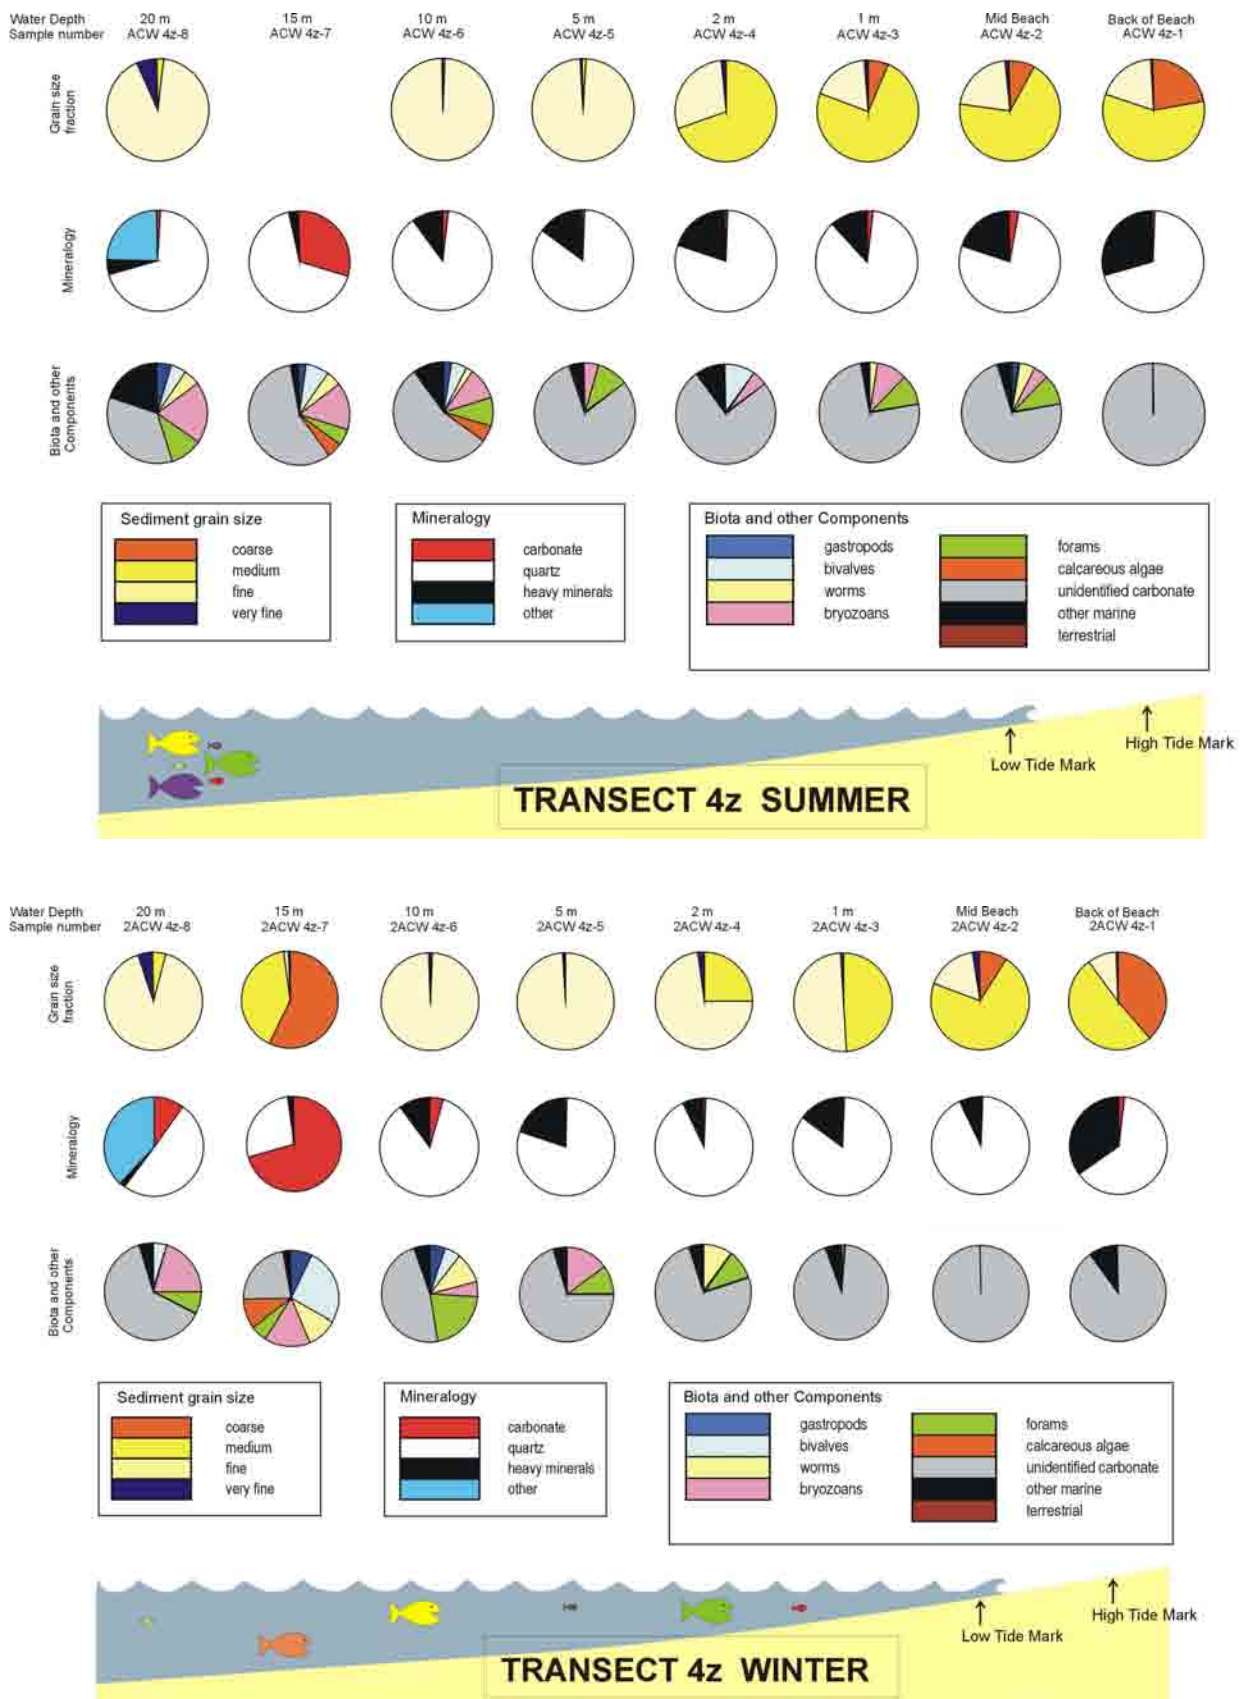 Water Depth 20 m 15 m 10 m 5 m 2 m 1 m Mid Beach Back of Beach
Sample number ACW 4z-8 ACW 4z-7 ACW 4z-6 ACW 4z-5 ACW 4z-4 ACW 4z-3 ACW 4z-2 ACW 4z-1
Grain size
fraction
Mineralogy
Biota and other
Components
Sediment grain size
coarse
medium
fine
very fine
Mineralogy
carbonate
quartz
heavy minerals
other
Biota and other Components
gastropods
bivalves
worms
bryozoans
forams
calcareous algae
unidentified carbonate
other marine
terrestrial
High Tide Mark
Low Tide Mark
TRANSECT 4z SUMMER
Water Depth 20 m 15 m 10 m 5 m 2 m 1 m Mid Beach Back of Beach
Sample number 2ACW 4z-8 2ACW 4z-7 2ACW 4z-6 2ACW 4z-5 2ACW 4z-4 2ACW 4z-3 2ACW 4z-2 2ACW 4z-1
Grain size
fraction
Mineralogy
Biota and other
Components
Sediment grain size
coarse
medium
fine
very fine
Mineralogy
carbonate
quartz
heavy minerals
other
Biota and other Components
gastropods
bivalves
worms
bryozoans
forams
calcareous algae
unidentified carbonate
other marine
terrestrial
High Tide Mark
Low Tide Mark
TRANSECT 4z WINTER